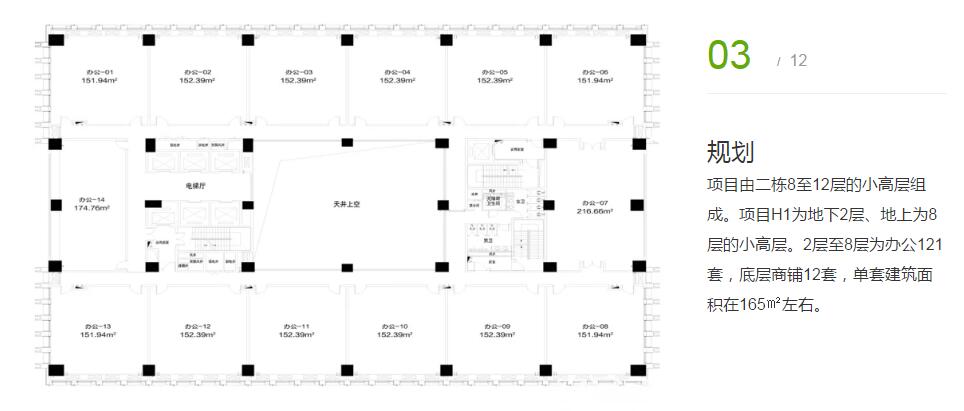 办公-01
151.94m²
办公-02
152.39m²
办公-03
152.39m²
办公-04
152.39m²
办公-05
152.39m²
办公-06
151.94m²
办公-14
174.76m²
电梯厅
天井上空
女卫
男卫
办公-07
216.66m²
办公-13
151.94m²
办公-12
152.39m²
办公-11
152.39m²
办公-10
152.39m²
办公-09
152.39m²
办公-08
151.94m²
03 / 12
规划
项目由二栋8至12层的小高层组
成。项目H1为地下2层、地上为8
层的小高层。2层至8层为办公121
套，底层商铺12套，单套建筑面
积在165㎡左右。